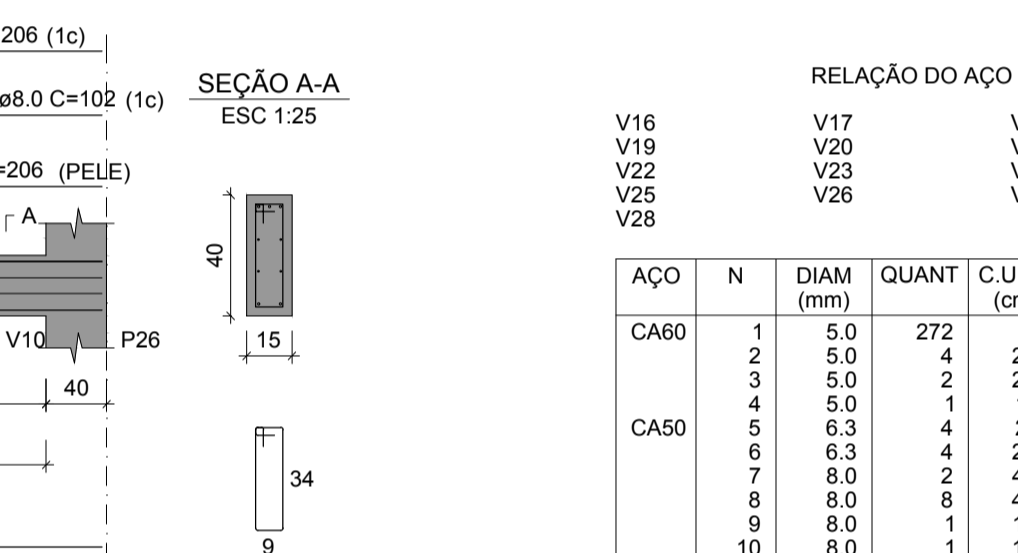 206 (1c)
ø8.0 C=102 (1c)
=206 (PELE)
A
V10
P26
40
SEÇÃO A-A
ESC 1:25
40
15
34
9
RELAÇÃO DO AÇO
V16 V17
V19 V20
V22 V23
V25 V26
V28
AÇO N DIAM QUANT C.U
(mm) (cm
CA60 1 5.0 272
2 5.0 4
3 5.0 2
4 5.0 1
CA50 5 6.3 4
6 6.3 4
7 8.0 2
8 8.0 8
9 8.0 1
10 8.0 1